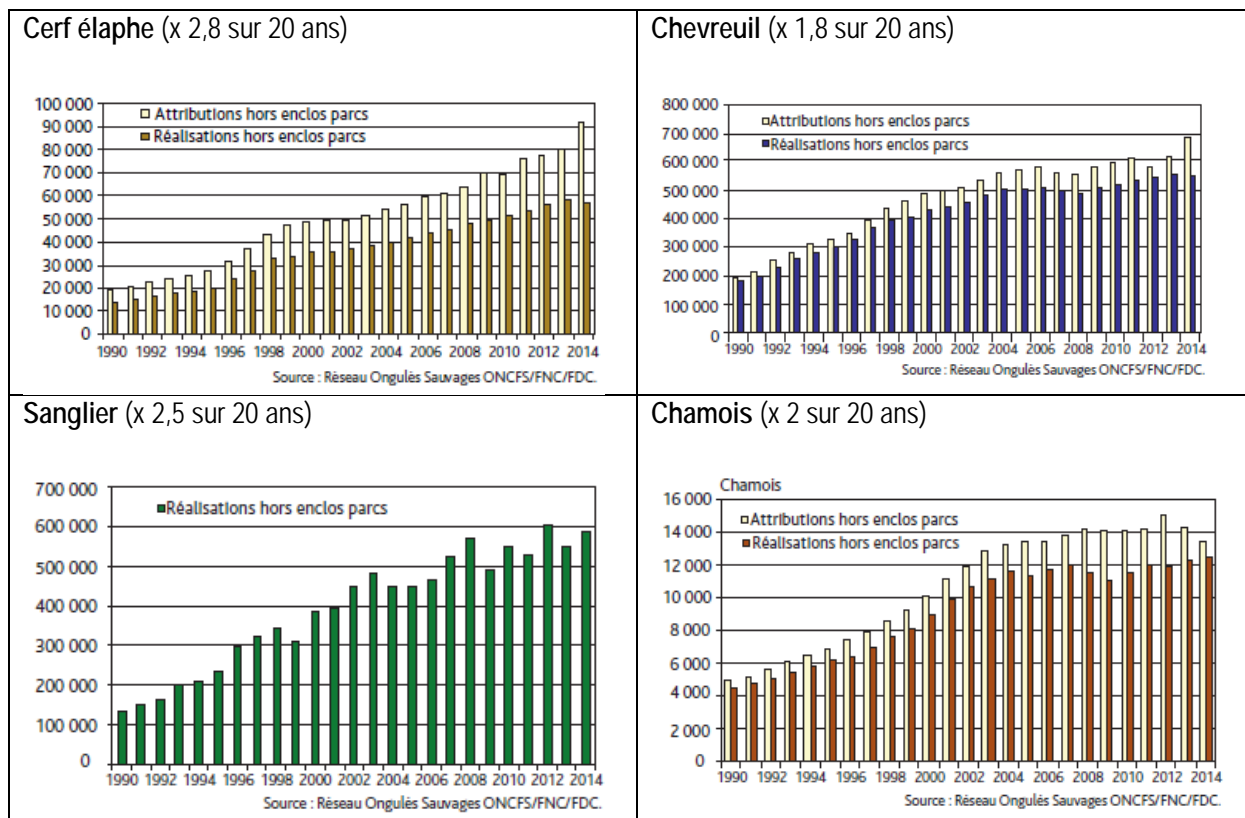 Cerf élaphe (x 2,8 sur 20 ans)
100 000
90 000
80 000
70 000
60 000
50 000
40 000
30 000
20 000
10 000
0
Attributions hors enclos parcs
Réalisations hors enclos parcs
1990 1992 1994 1996 1998 2000 2002 2004 2006 2008 2010 2012 2014
Source : Réseau Ongulés Sauvages ONCFS/FNC/FDC.
Chevreuil (x 1,8 sur 20 ans)
800 000
700 000
600 000
500 000
400 000
300 000
200 000
100 000
0
Attributions hors enclos parcs
Réalisations hors enclos parcs
1990 1992 1994 1996 1998 2000 2002 2004 2006 2008 2010 2012 2014
Source : Réseau Ongulés Sauvages ONCFS/FNC/FDC.
Sanglier (x 2,5 sur 20 ans)
700 000
600 000
500 000
400 000
300 000
200 000
100 000
0
Réalisations hors enclos parcs
1990 1992 1994 1996 1998 2000 2002 2004 2006 2008 2010 2012 2014
Source : Réseau Ongulés Sauvages ONCFS/FNC/FDC.
Chamois (x 2 sur 20 ans)
Chamois
16 000
14 000
12 000
10 000
8 000
6 000
4 000
2 000
0
Attributions hors enclos parcs
Réalisations hors enclos parcs
1990 1992 1994 1996 1998 2000 2002 2004 2006 2008 2010 2012 2014
Source : Réseau Ongulés Sauvages ONCFS/FNC/FDC.